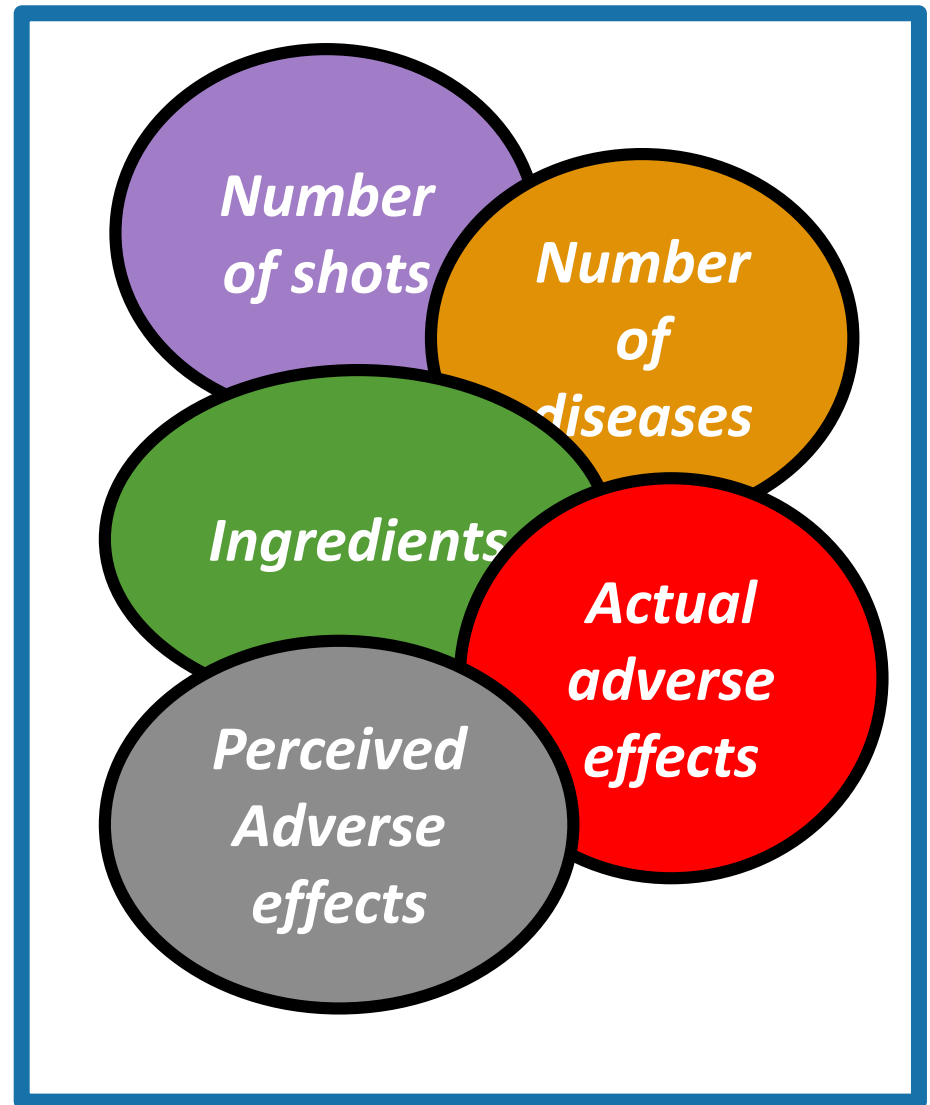 Number
of shots
Number
of
diseases
Ingredients
Actual
adverse
effects
Perceived
Adverse
effects